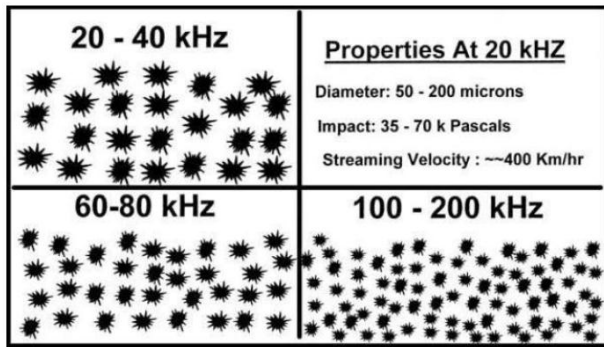 20 - 40 kHz
Properties At 20 kHZ
Diameter: 50 - 200 microns
Impact: 35 - 70 k Pascals
Streaming Velocity : ~~400 Km/hr
60-80 kHz
100 - 200 kHz